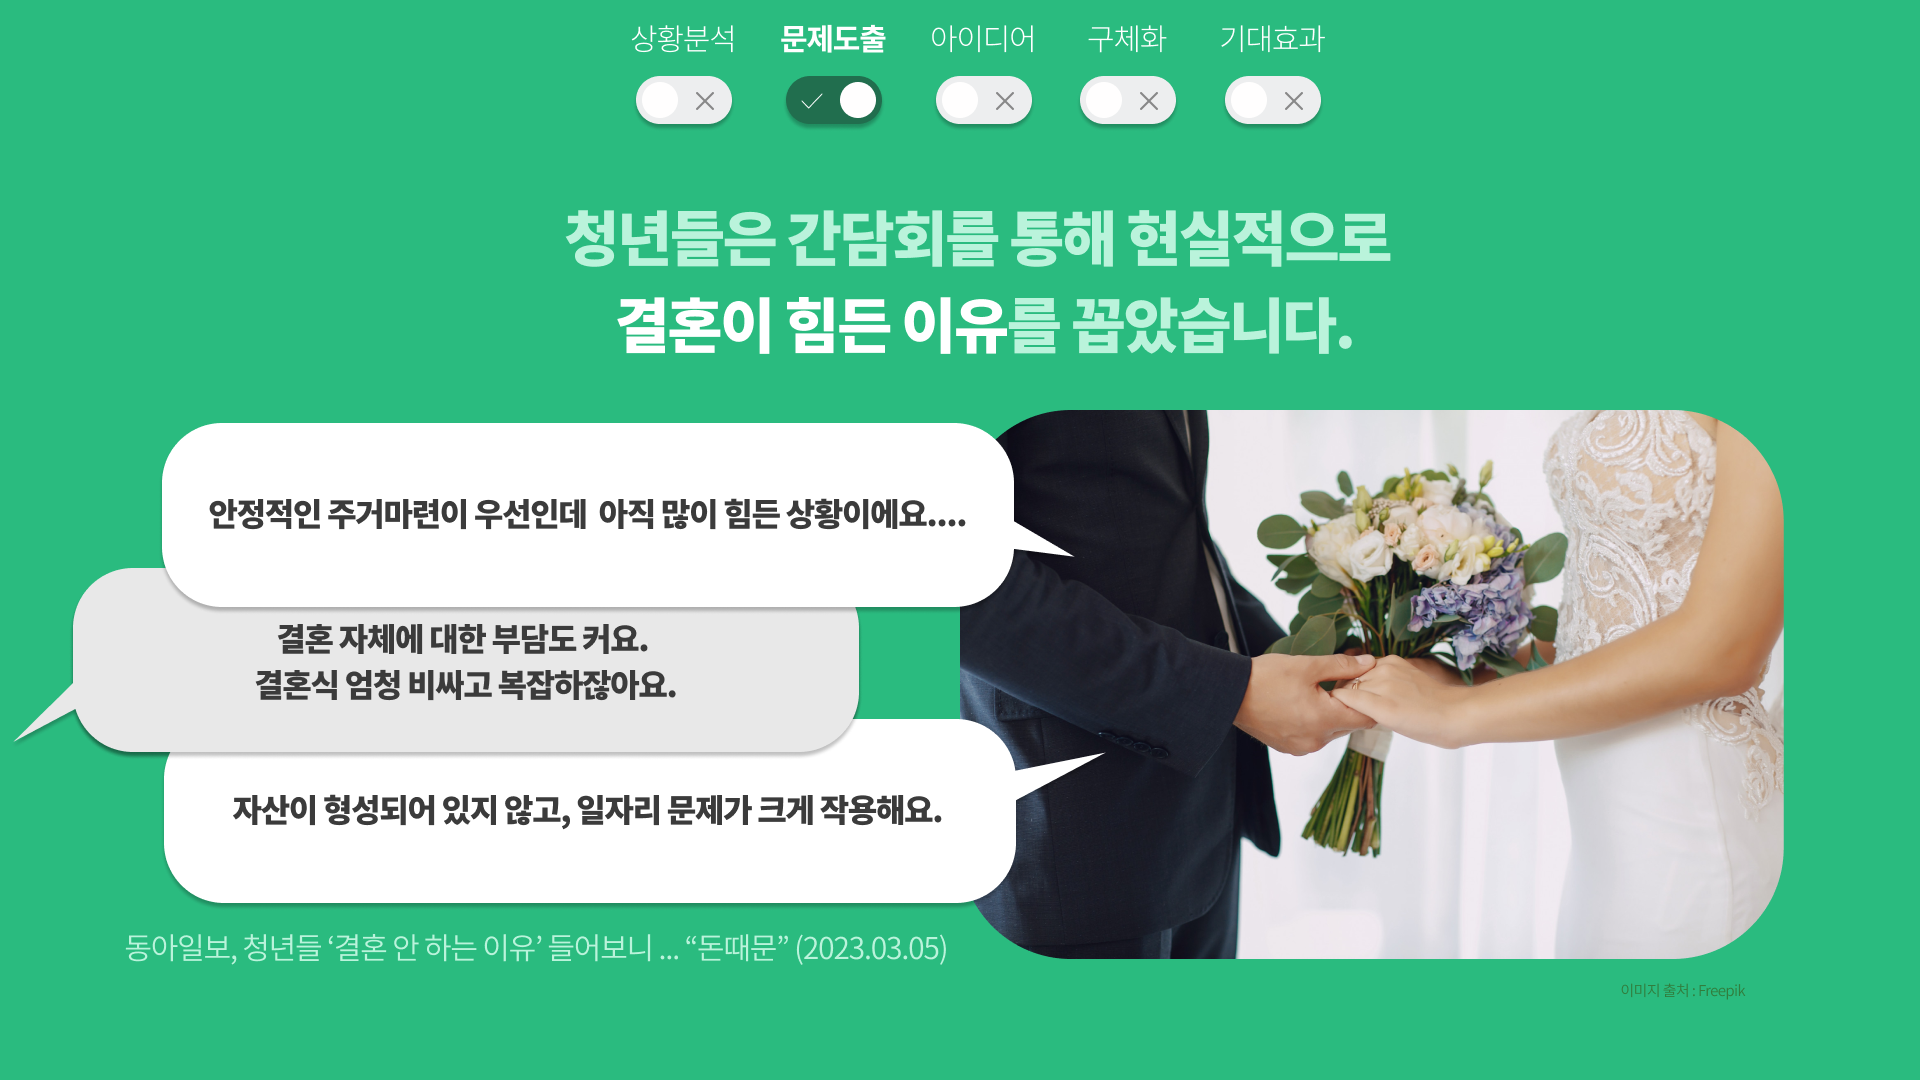 상황분석 문제도출 아이디어 구체화 기대효과
청년들은 간담회를 통해 현실적으로
결혼이 힘든 이유를 꼽았습니다.
안정적인 주거마련이 우선인데 아직 많이 힘든 상황이에요....
결혼 자체에 대한 부담도 커요.
결혼식 엄청 비싸고 복잡하잖아요.
자산이 형성되어 있지 않고, 일자리 문제가 크게 작용해요.
동아일보, 청년들 ‘결혼 안 하는 이유’ 들어보니 ... “돈때문” (2023.03.05)
이미지 출처 : Freepik